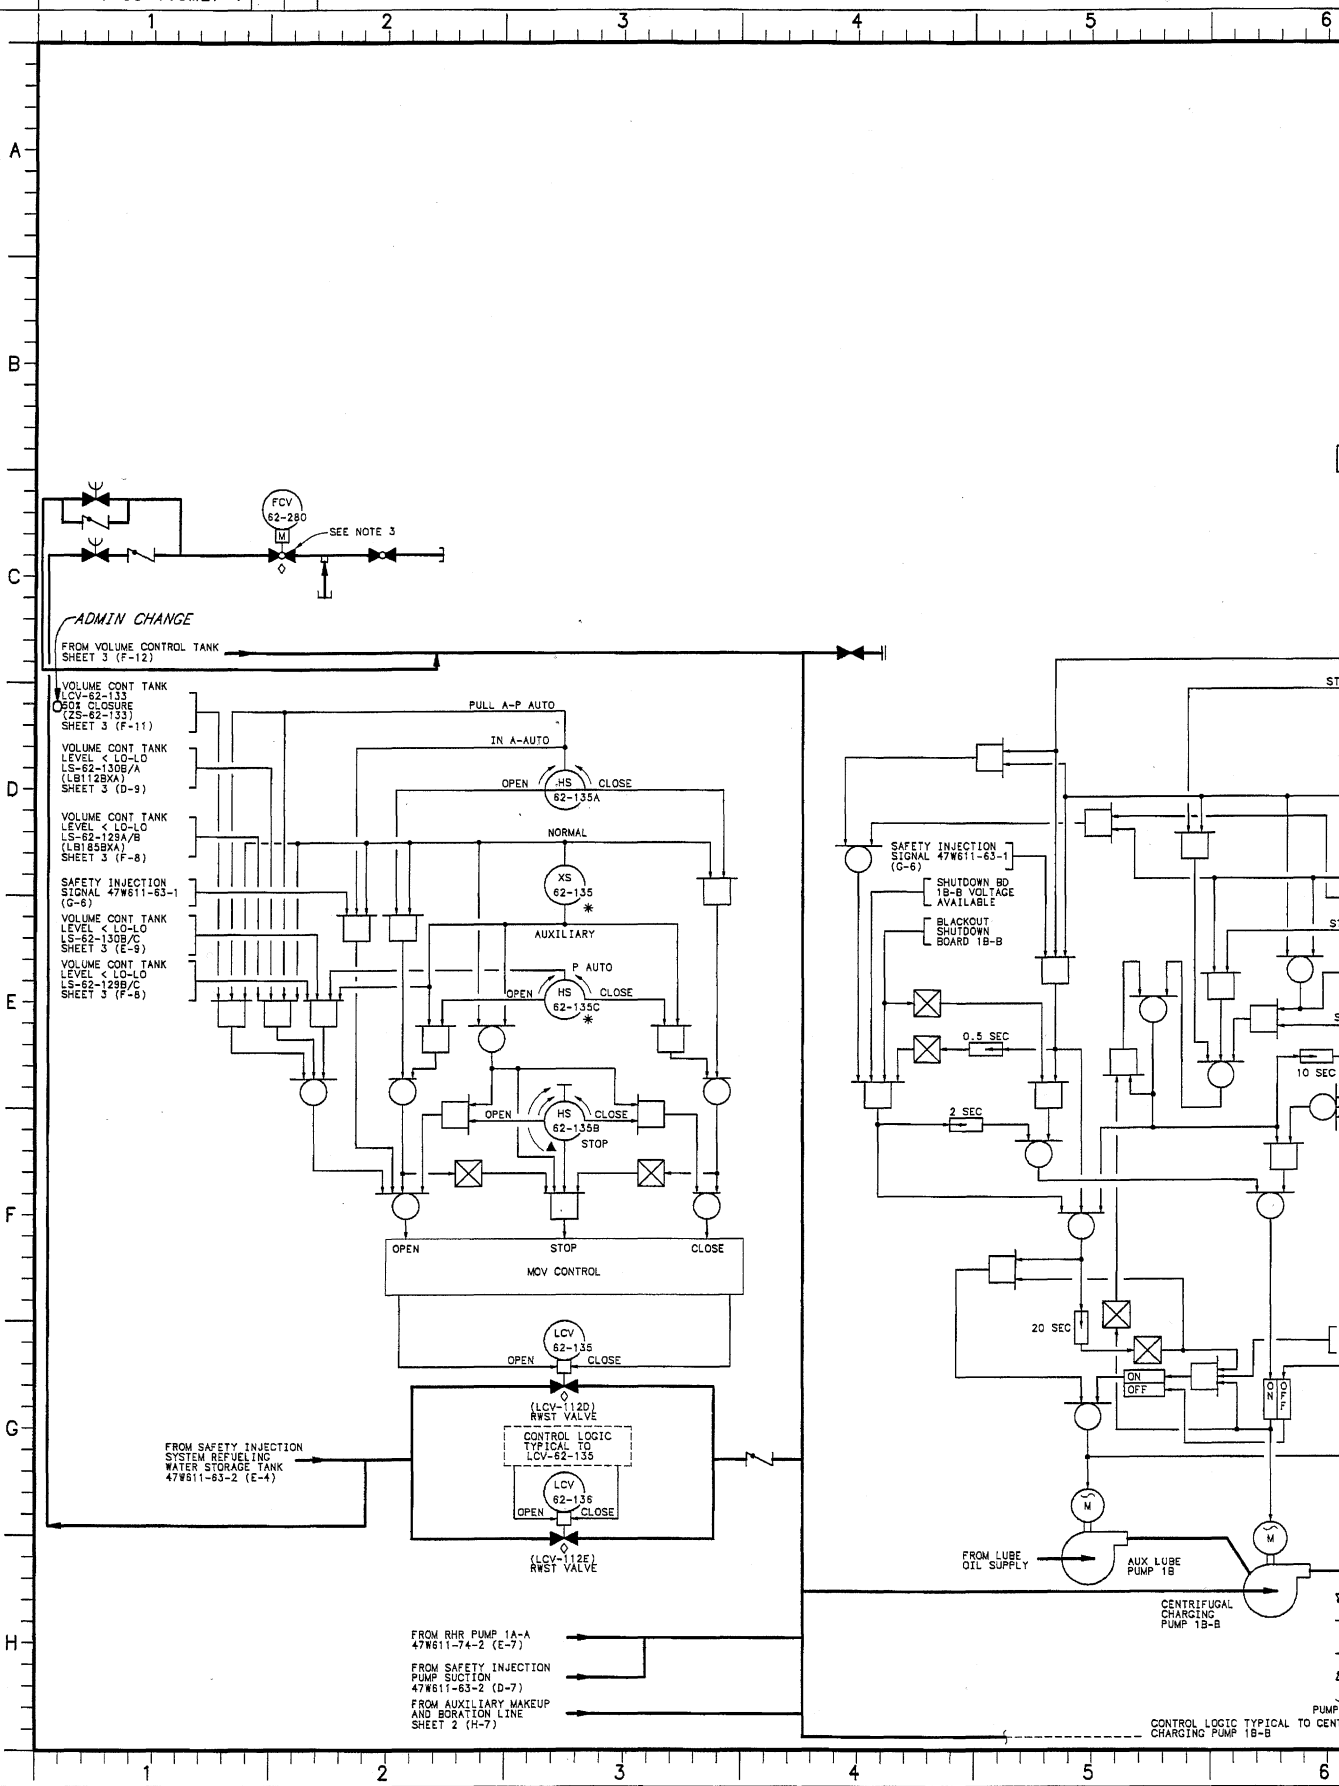 1
2
3
4
5
6
A
B
C
D
E
F
G
H
FCV
62-280
M
SEE NOTE 3
ADMIN CHANGE
FROM VOLUME CONTROL TANK
SHEET 3 (F-12)
VOLUME CONT TANK
LCV-62-133
50% CLOSURE
(ZS-62-133)
SHEET 3 (F-11)
VOLUME CONT TANK
LEVEL < LO-LO
LS-62-130B/A
(LB112BXA)
SHEET 3 (D-9)
VOLUME CONT TANK
LEVEL < LO-LO
LS-62-129A/B
(LB185BXA)
SHEET 3 (F-8)
SAFETY INJECTION
SIGNAL 47W611-63-1
(G-6)
VOLUME CONT TANK
LEVEL < LO-LO
LS-62-130B/C
SHEET 3 (E-9)
VOLUME CONT TANK
LEVEL < LO-LO
LS-62-129B/C
SHEET 3 (F-8)
PULL A-P AUTO
IN A-AUTO
OPEN
CLOSE
HS
62-135A
NORMAL
XS
62-135
*
AUXILIARY
P AUTO
OPEN
CLOSE
HS
62-135C
*
OPEN
CLOSE
HS
62-135B
STOP
OPEN
STOP
CLOSE
MOV CONTROL
LCV
62-135
OPEN
CLOSE
(LCV-112D)
RWST VALVE
CONTROL LOGIC
TYPICAL TO
LCV-62-135
LCV
62-136
OPEN
CLOSE
(LCV-112E)
RWST VALVE
FROM SAFETY INJECTION
SYSTEM REFUELING
WATER STORAGE TANK
47W611-63-2 (E-4)
FROM RHR PUMP 1A-A
47W611-74-2 (E-7)
FROM SAFETY INJECTION
PUMP SUCTION
47W611-63-2 (D-7)
FROM AUXILIARY MAKEUP
AND BORATION LINE
SHEET 2 (H-7)
SAFETY INJECTION
SIGNAL 47W611-63-1
(G-6)
SHUTDOWN BD
1B-B VOLTAGE
AVAILABLE
BLACKOUT
SHUTDOWN
BOARD 1B-B
0.5 SEC
2 SEC
10 SEC
20 SEC
ON
OFF
ON
OFF
M
M
FROM LUBE
OIL SUPPLY
AUX LUBE
PUMP 1B
CENTRIFUGAL
CHARGING
PUMP 1B-B
ST
PUMP
CONTROL LOGIC TYPICAL TO CENT
CHARGING PUMP 1B-B
1
2
3
4
5
6